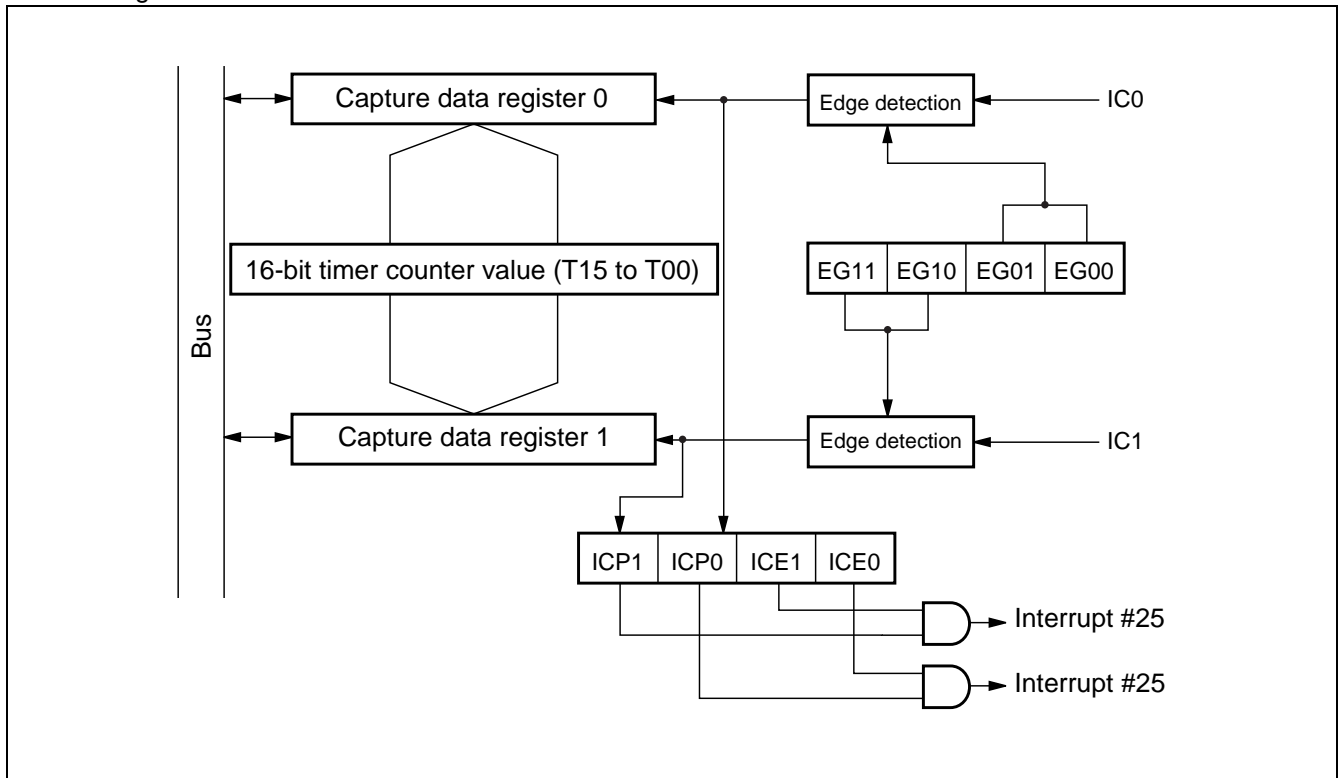 Capture data register 0
Edge detection
IC0
16-bit timer counter value (T15 to T00)
EG11 EG10 EG01 EG00
Bus
Capture data register 1
Edge detection
IC1
ICP1 ICP0 ICE1 ICE0
Interrupt #25
Interrupt #25